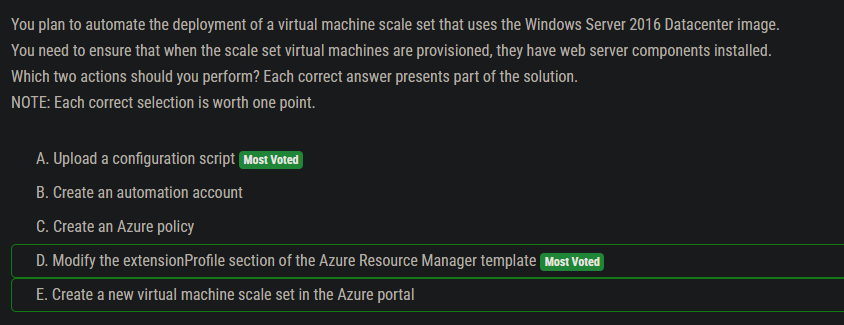 You plan to automate the deployment of a virtual machine scale set that uses the Windows Server 2016 Datacenter image.
You need to ensure that when the scale set virtual machines are provisioned, they have web server components installed.
Which two actions should you perform? Each correct answer presents part of the solution.
NOTE: Each correct selection is worth one point.
A. Upload a configuration script Most Voted
B. Create an automation account
C. Create an Azure policy
D. Modify the extensionProfile section of the Azure Resource Manager template Most Voted
E. Create a new virtual machine scale set in the Azure portal